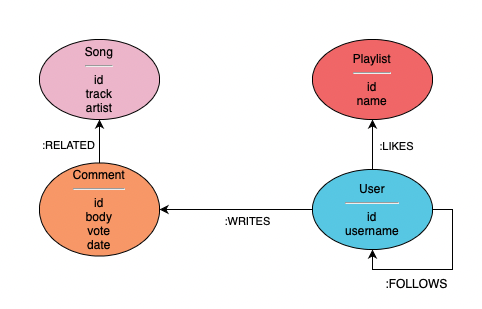 Song
id
track
artist
Playlist
id
name
:RELATED
:LIKES
Comment
id
body
vote
date
User
id
username
:WRITES
:FOLLOWS